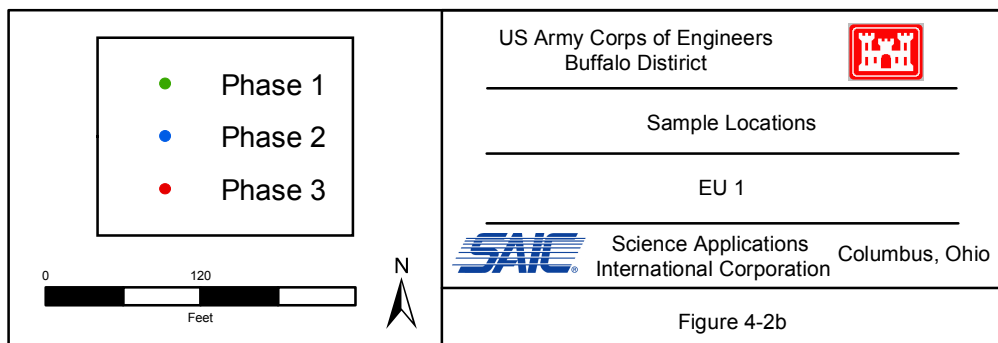 Phase 1
Phase 2
Phase 3
0 120
Feet
N
US Army Corps of Engineers
Buffalo Distirict
Sample Locations
EU 1
SAIC®
Science Applications
International Corporation
Columbus, Ohio
Figure 4-2b